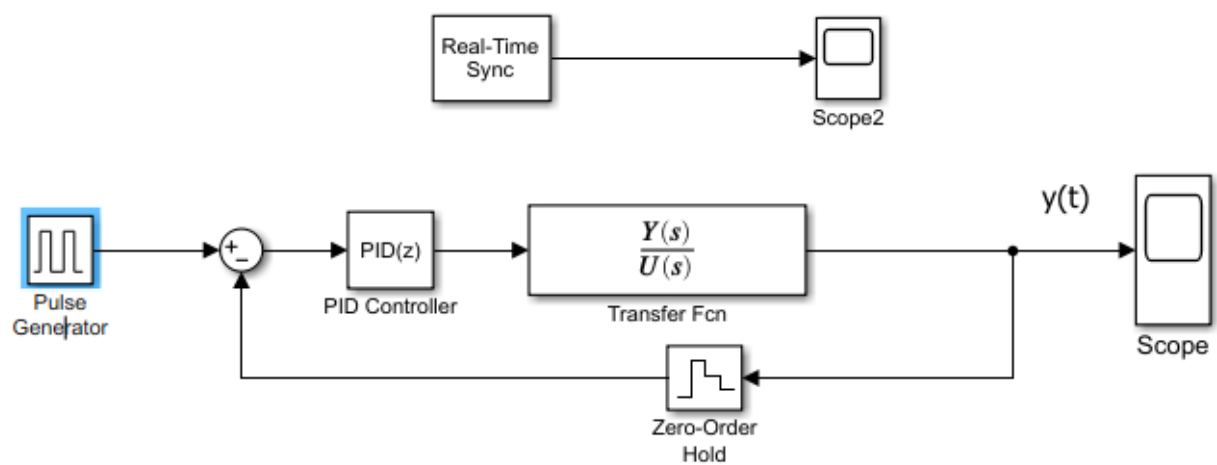 Real-Time
Sync
Scope2
y(t)
+
−
PID(z)
Y(s)
U(s)
Pulse
Generator
PID Controller
Transfer Fcn
Scope
Zero-Order
Hold